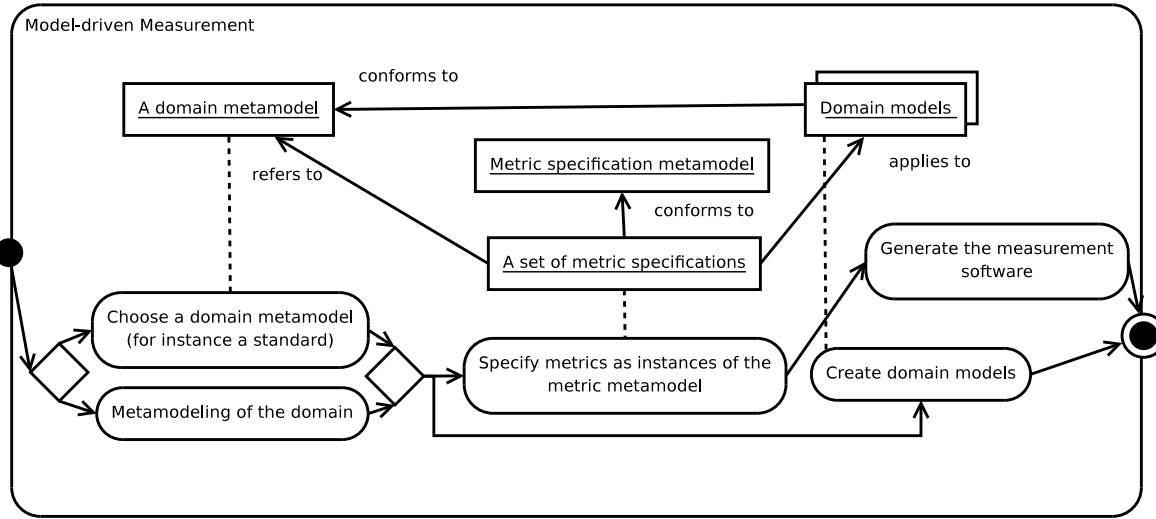 Model-driven Measurement
conforms to
A domain metamodel
Domain models
refers to
Metric specification metamodel
applies to
conforms to
A set of metric specifications
Generate the measurement
software
Choose a domain metamodel
(for instance a standard)
Specify metrics as instances of the
metric metamodel
Create domain models
Metamodeling of the domain